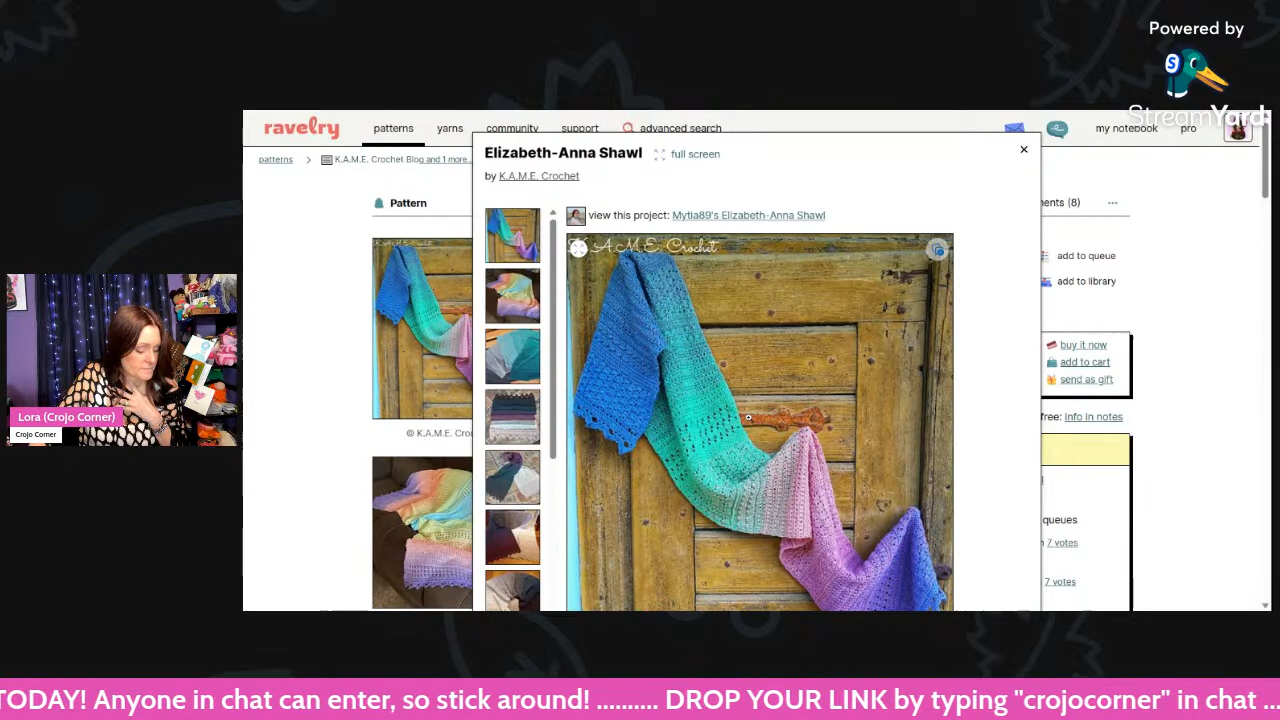 Powered by
StreamYard
ravelry
patterns yarns community support advanced search my notebook pro
patterns K.A.M.E. Crochet Blog and 1 more...
Elizabeth-Anna Shawl full screen
by K.A.M.E. Crochet
Pattern
view this project: Mytia89's Elizabeth-Anna Shawl
K.A.M.E. Crochet
A.M.E. Crochet
ments (8) ...
add to queue
add to library
buy it now
add to cart
send as gift
free: Info in notes
© K.A.M.E. Cro
queues
7 votes
7 votes
Lora (Crojo Corner)
Crojo Corner
TODAY! Anyone in chat can enter, so stick around! .......... DROP YOUR LINK by typing "crojocorner" in chat ...